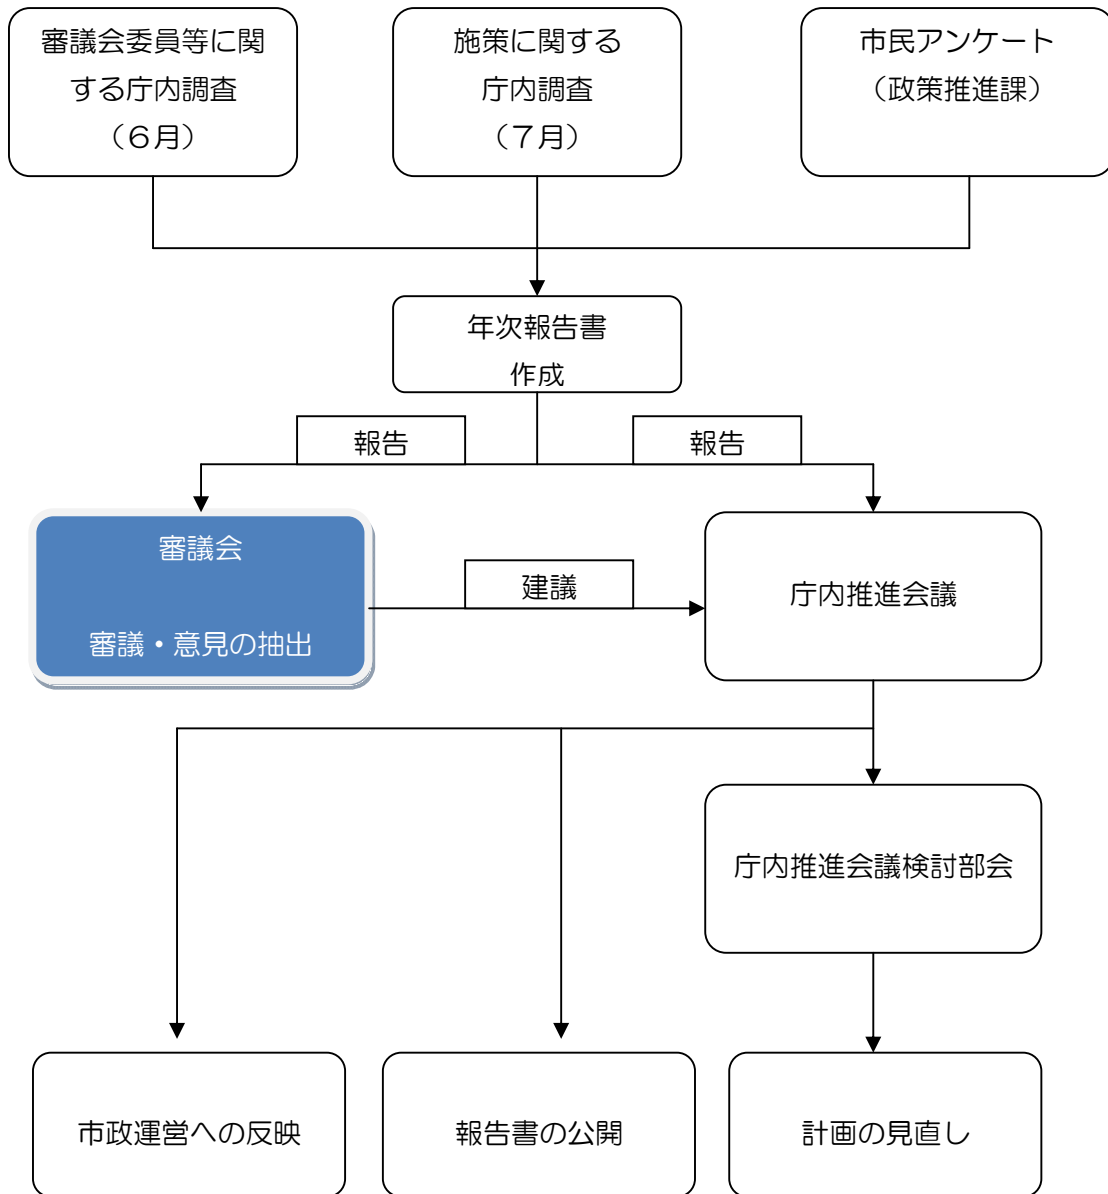 審議会委員等に関
する庁内調査
（６月）
施策に関する
庁内調査
（７月）
市民アンケート
（政策推進課）
年次報告書
作成
報告
報告
審議会
審議・意見の抽出
建議
庁内推進会議
庁内推進会議検討部会
市政運営への反映
報告書の公開
計画の見直し